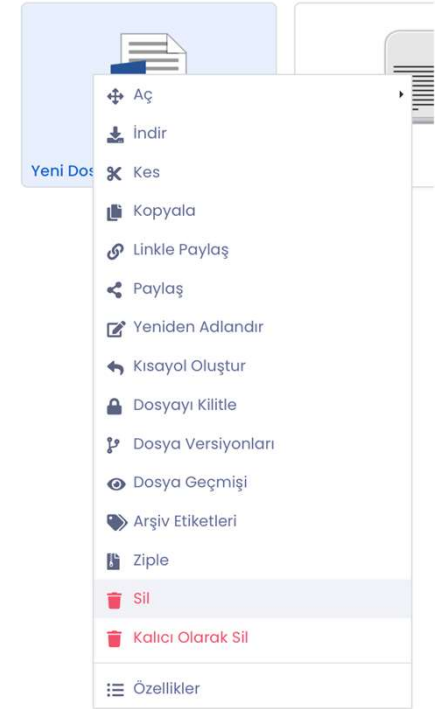 Yeni Dos
Aç
İndir
Kes
Kopyala
Linkle Paylaş
Paylaş
Yeniden Adlandır
Kısayol Oluştur
Dosyayı Kilitle
Dosya Versiyonları
Dosya Geçmişi
Arşiv Etiketleri
Ziple
Sil
Kalıcı Olarak Sil
Özellikler